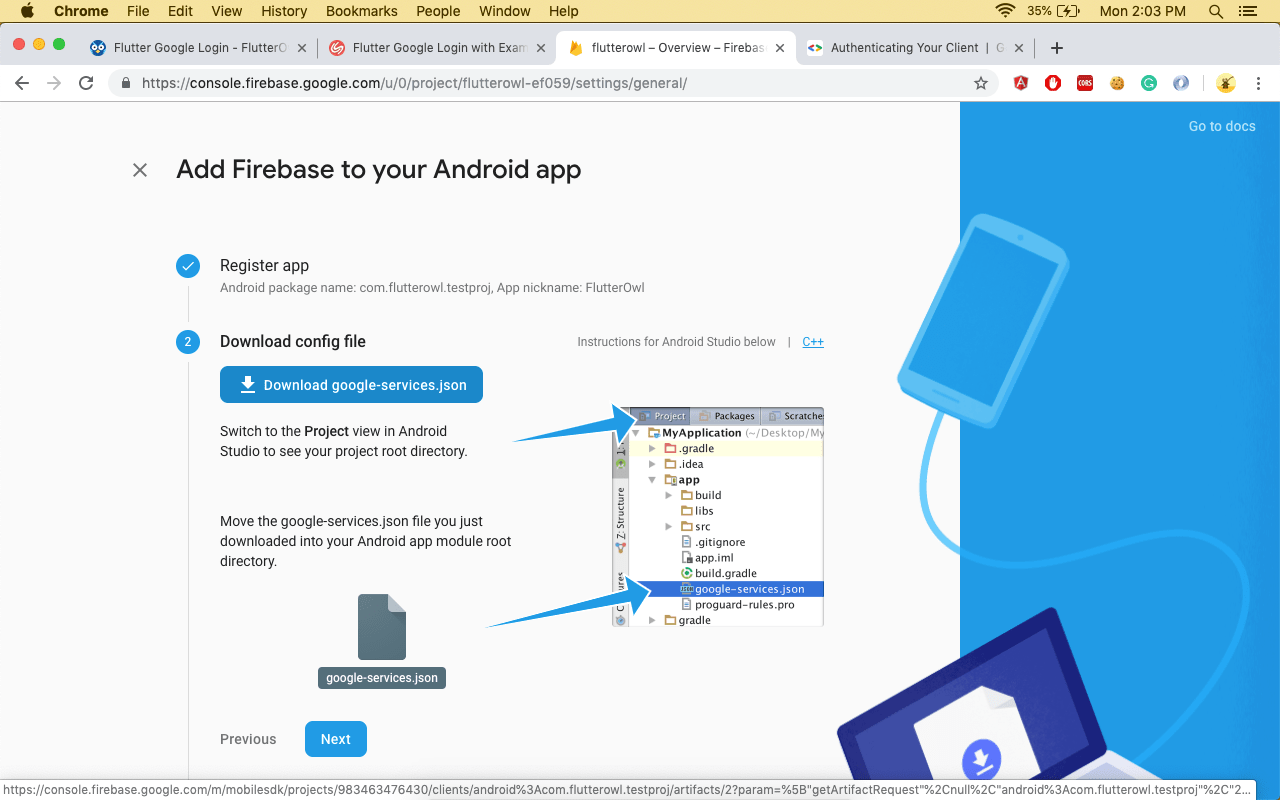 Chrome File Edit View History Bookmarks People Window Help 35% Mon 2:03 PM
Flutter Google Login - FlutterO Flutter Google Login with Exam flutterowl – Overview – Firebas Authenticating Your Client | G
https://console.firebase.google.com/u/0/project/flutterowl-ef059/settings/general/
CORS
Go to docs
Add Firebase to your Android app
Register app
Android package name: com.flutterowl.testproj, App nickname: FlutterOwl
2 Download config file Instructions for Android Studio below | C++
Download google-services.json
Switch to the Project view in Android
Studio to see your project root directory.
Move the google-services.json file you just
downloaded into your Android app module root
directory.
google-services.json
Project Packages Scratches
MyApplication (~/Desktop/My
.gradle
.idea
app
build
libs
src
.gitignore
app.iml
build.gradle
google-services.json
proguard-rules.pro
gradle
Z: Structure
Previous Next
https://console.firebase.google.com/m/mobilesdk/projects/983463476430/clients/android%3Acom.flutterowl.testproj/artifacts/2?param=%5B"getArtifactRequest"%2Cnull%2C"android%3Acom.flutterowl.testproj"%2C"2...